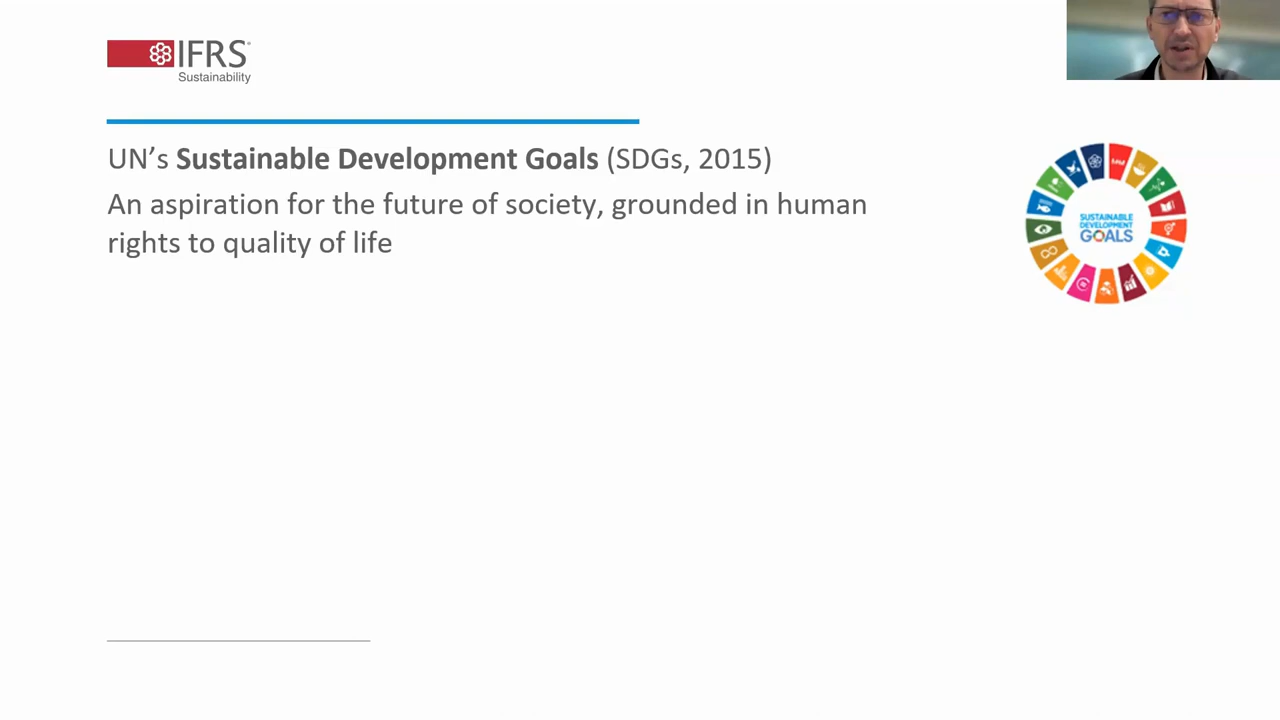 IFRS
Sustainability
UN’s Sustainable Development Goals (SDGs, 2015)
An aspiration for the future of society, grounded in human
rights to quality of life
SUSTAINABLE
DEVELOPMENT
GOALS